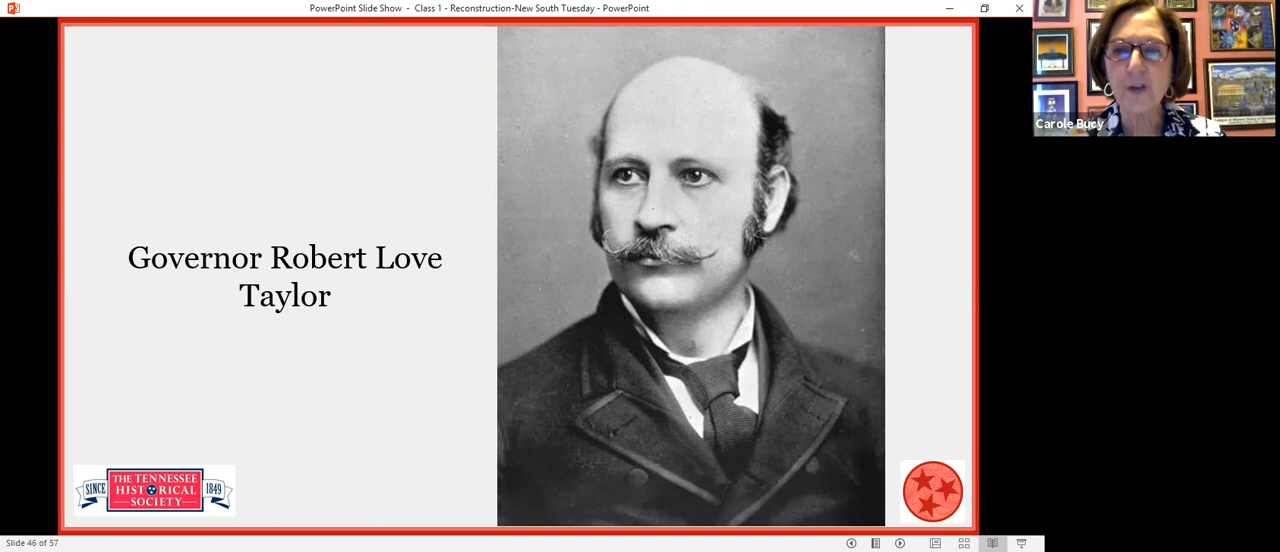 PowerPoint Slide Show - Class 1 - Reconstruction-New South Tuesday - PowerPoint
Carole Bucy
Governor Robert Love
Taylor
SINCE
THE TENNESSEE
HISTORICAL
SOCIETY
1849
Slide 46 of 57